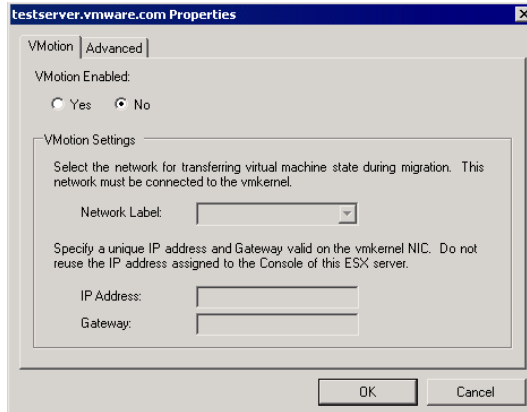 testserver.vmware.com Properties
VMotion
Advanced
VMotion Enabled:
Yes
No
VMotion Settings
Select the network for transferring virtual machine state during migration. This
network must be connected to the vmkernel.
Network Label:
Specify a unique IP address and Gateway valid on the vmkernel NIC. Do not
reuse the IP address assigned to the Console of this ESX server.
IP Address:
Gateway:
OK
Cancel